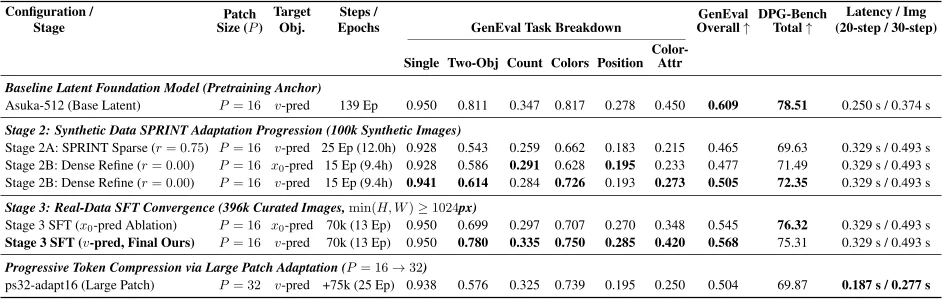 Configuration / Patch Target Steps / GenEval DPG-Bench Latency / Img
Stage Size (P) Obj. Epochs GenEval Task Breakdown Overall ↑ Total ↑ (20-step / 30-step)
Single Two-Obj Count Colors Position Color-Attr
Baseline Latent Foundation Model (Pretraining Anchor)
Asuka-512 (Base Latent) P = 16 v-pred 139 Ep 0.950 0.811 0.347 0.817 0.278 0.450 0.609 78.51 0.250 s / 0.374 s
Stage 2: Synthetic Data SPRINT Adaptation Progression (100k Synthetic Images)
Stage 2A: SPRINT Sparse (r = 0.75) P = 16 v-pred 25 Ep (12.0h) 0.928 0.543 0.259 0.662 0.183 0.215 0.465 69.63 0.329 s / 0.493 s
Stage 2B: Dense Refine (r = 0.00) P = 16 x₀-pred 15 Ep (9.4h) 0.928 0.586 0.291 0.628 0.195 0.233 0.477 71.49 0.329 s / 0.493 s
Stage 2B: Dense Refine (r = 0.00) P = 16 v-pred 15 Ep (9.4h) 0.941 0.614 0.284 0.726 0.193 0.273 0.505 72.35 0.329 s / 0.493 s
Stage 3: Real-Data SFT Convergence (396k Curated Images, min(H, W) ≥ 1024px)
Stage 3 SFT (x₀-pred Ablation) P = 16 x₀-pred 70k (13 Ep) 0.950 0.699 0.297 0.707 0.270 0.348 0.545 76.32 0.329 s / 0.493 s
Stage 3 SFT (v-pred, Final Ours) P = 16 v-pred 70k (13 Ep) 0.950 0.780 0.335 0.750 0.285 0.420 0.568 75.31 0.329 s / 0.493 s
Progressive Token Compression via Large Patch Adaptation (P = 16 → 32)
ps32-adapt16 (Large Patch) P = 32 v-pred +75k (25 Ep) 0.938 0.576 0.325 0.739 0.195 0.250 0.504 69.87 0.187 s / 0.277 s